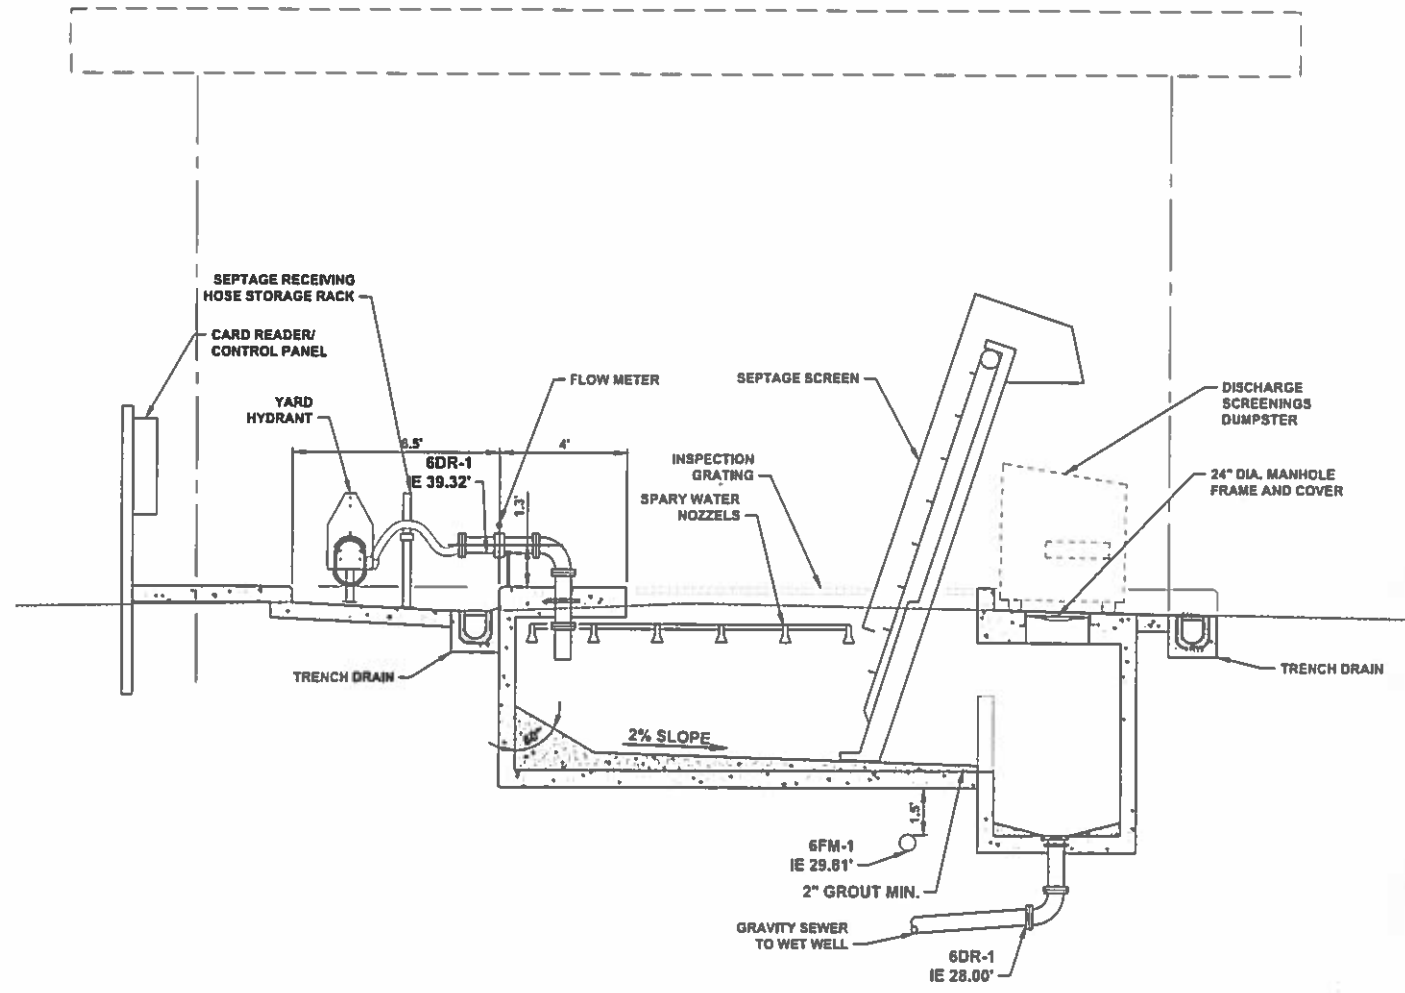 SEPTAGE RECEIVING
HOSE STORAGE RACK
CARD READER/
CONTROL PANEL
YARD
HYDRANT
FLOW METER
SEPTAGE SCREEN
DISCHARGE
SCREENINGS
DUMPSTER
6.5'
4'
6DR-1
IE 39.32'
1.3'
INSPECTION
GRATING
SPARY WATER
NOZZELS
24" DIA. MANHOLE
FRAME AND COVER
TRENCH DRAIN
TRENCH DRAIN
2% SLOPE
1.5'
6FM-1
IE 29.81'
2" GROUT MIN.
GRAVITY SEWER
TO WET WELL
6DR-1
IE 28.00'